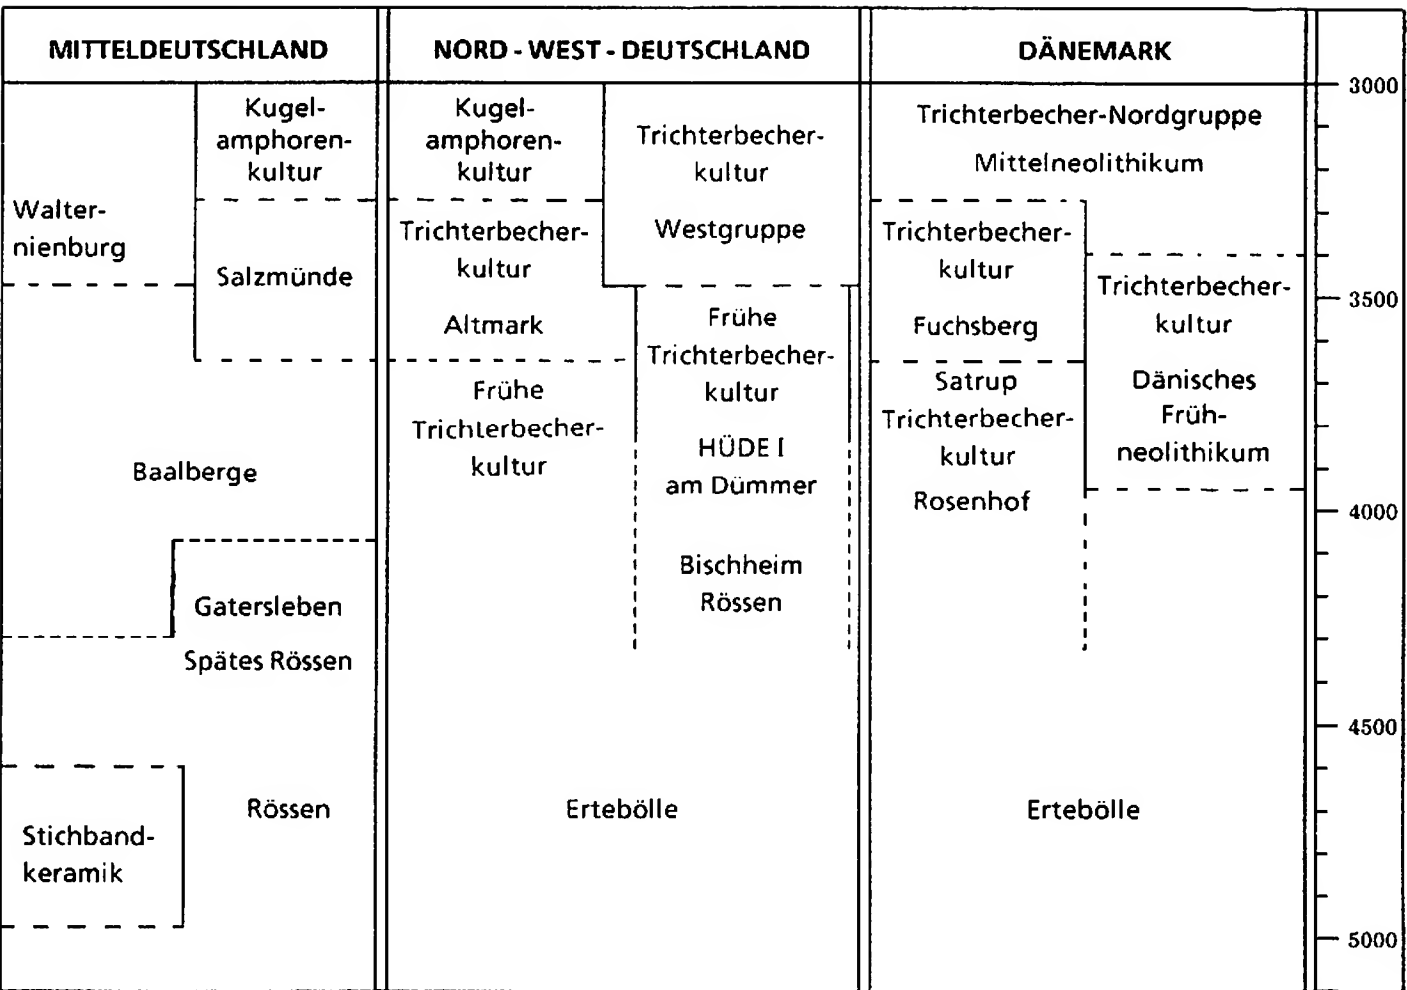 MITTELDEUTSCHLAND
NORD - WEST - DEUTSCHLAND
DÄNEMARK
Kugel-
amphoren-
kultur
Walter-
nienburg
Salzmünde
Baalberge
Gatersleben
Spätes Rössen
Rössen
Stichband-
keramik
Kugel-
amphoren-
kultur
Trichterbecher-
kultur
Altmark
Frühe
Trichterbecher-
kultur
Trichterbecher-
kultur
Westgruppe
Frühe
Trichterbecher-
kultur
HÜDE I
am Dümmer
Bischheim
Rössen
Ertebölle
Trichterbecher-Nordgruppe
Mittelneolithikum
Trichterbecher-
kultur
Fuchsberg
Satrup
Trichterbecher-
kultur
Rosenhof
Trichterbecher-
kultur
Dänisches
Früh-
neolithikum
Ertebölle
3000
3500
4000
4500
5000